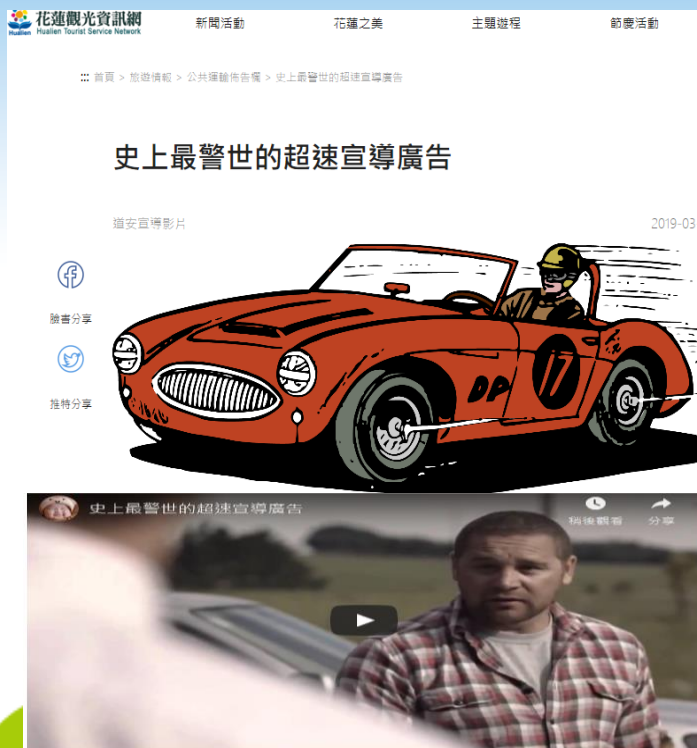 花蓮觀光資訊網
Hualien Tourist Service Network
Hualien
新聞活動
花蓮之美
主題遊程
節慶活動
::: 首頁 > 旅遊情報 > 公共運輸佈告欄 > 史上最警世的超速宣導廣告
史上最警世的超速宣導廣告
道安宣導影片
2019-03
臉書分享
推特分享
DP
17
史上最警世的超速宣導廣告
稍後觀看
分享